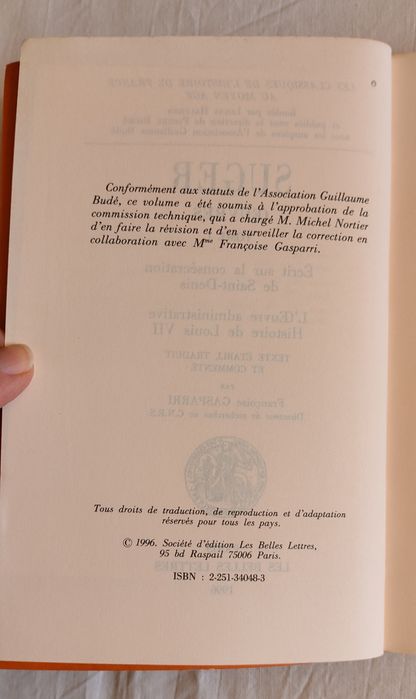 Conformément aux statuts de l'Association Guillaume
Budé, ce volume a été soumis à l'approbation de la
commission technique, qui a chargé M. Michel Nortier
d'en faire la révision et d'en surveiller la correction en
collaboration avec Mme Françoise Gasparri.
Tous droits de traduction, de reproduction et d'adaptation
réservés pour tous les pays.
© 1996. Société d'édition Les Belles Lettres,
95 bd Raspail 75006 Paris.
ISBN : 2-251-34048-3